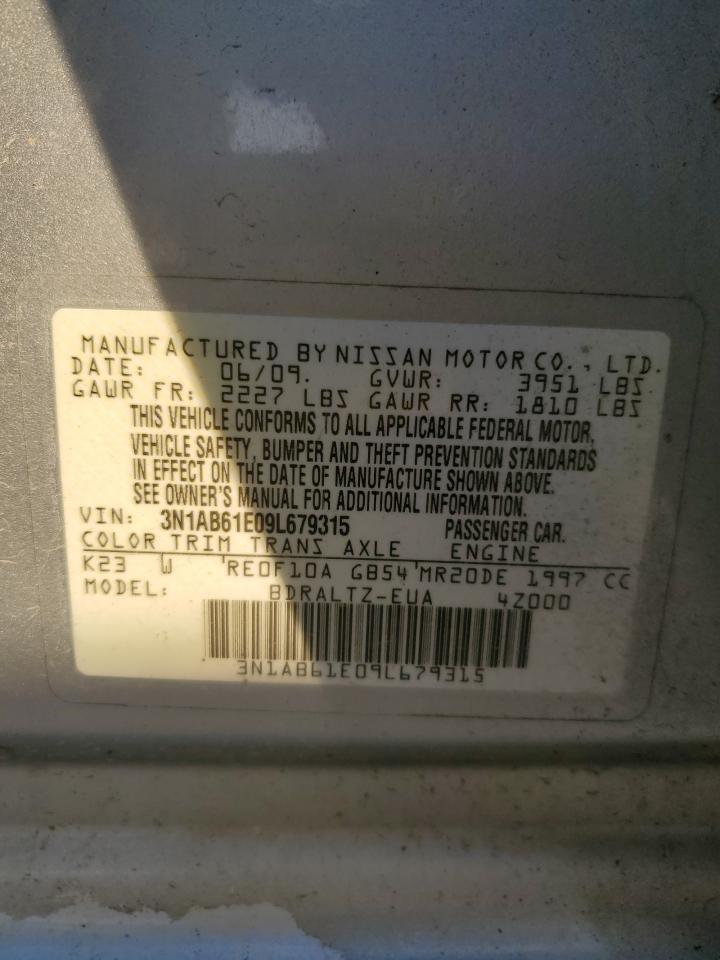 MANUFACTURED BY NISSAN MOTOR CO., LTD.
DATE: 06/09. GVWR: 3951 LBS
GAWR FR: 2227 LBS GAWR RR: 1810 LBS
THIS VEHICLE CONFORMS TO ALL APPLICABLE FEDERAL MOTOR,
VEHICLE SAFETY, BUMPER AND THEFT PREVENTION STANDARDS
IN EFFECT ON THE DATE OF MANUFACTURE SHOWN ABOVE.
SEE OWNER'S MANUAL FOR ADDITIONAL INFORMATION.
VIN: 3N1AB61E09L679315 PASSENGER CAR.
COLOR TRIM TRANS AXLE ENGINE
K23 W RE0F10A GB54 MR20DE 1997 CC
MODEL: BDRALTZ-EUA 4Z000
3N1AB61E09L679315